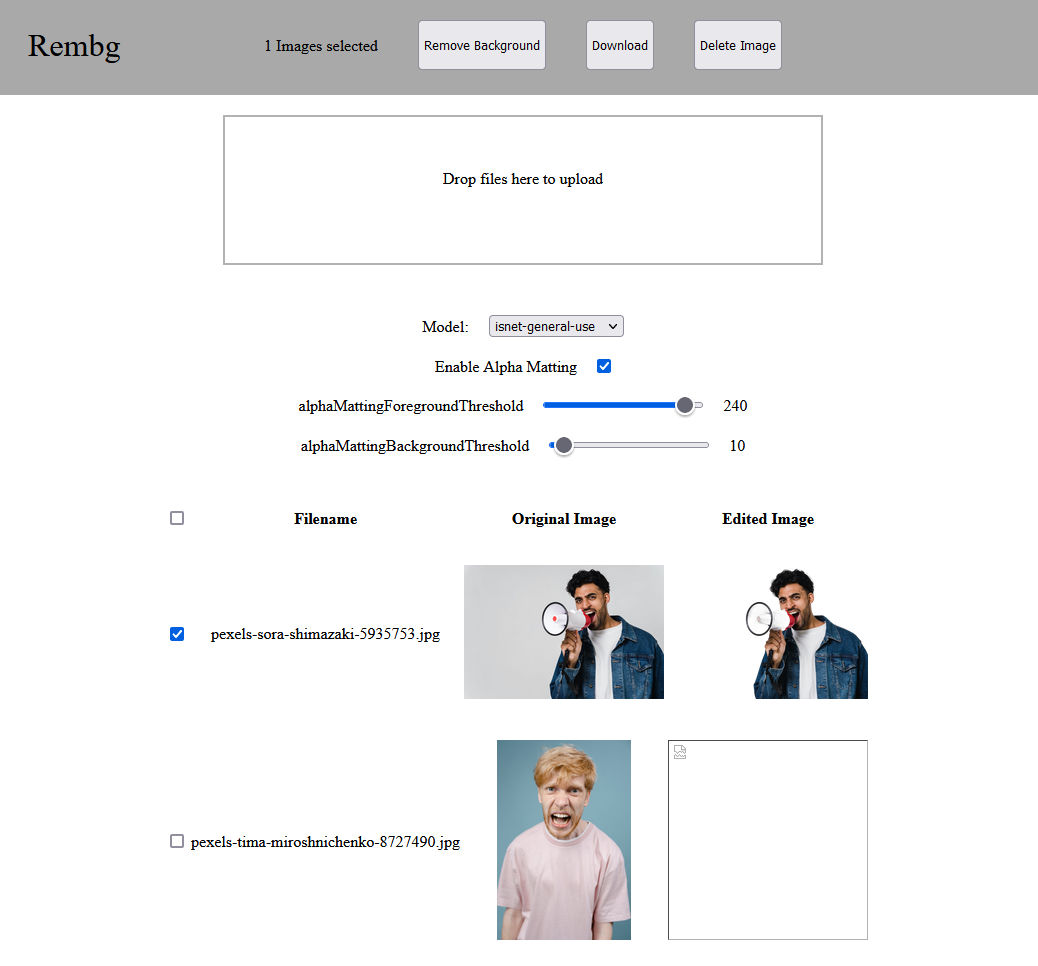 Rembg
1 Images selected
Remove Background
Download
Delete Image
Drop files here to upload
Model:
isnet-general-use
Enable Alpha Matting
alphaMattingForegroundThreshold 240
alphaMattingBackgroundThreshold 10
Filename Original Image Edited Image
pexels-sora-shimazaki-5935753.jpg
pexels-tima-miroshnichenko-8727490.jpg